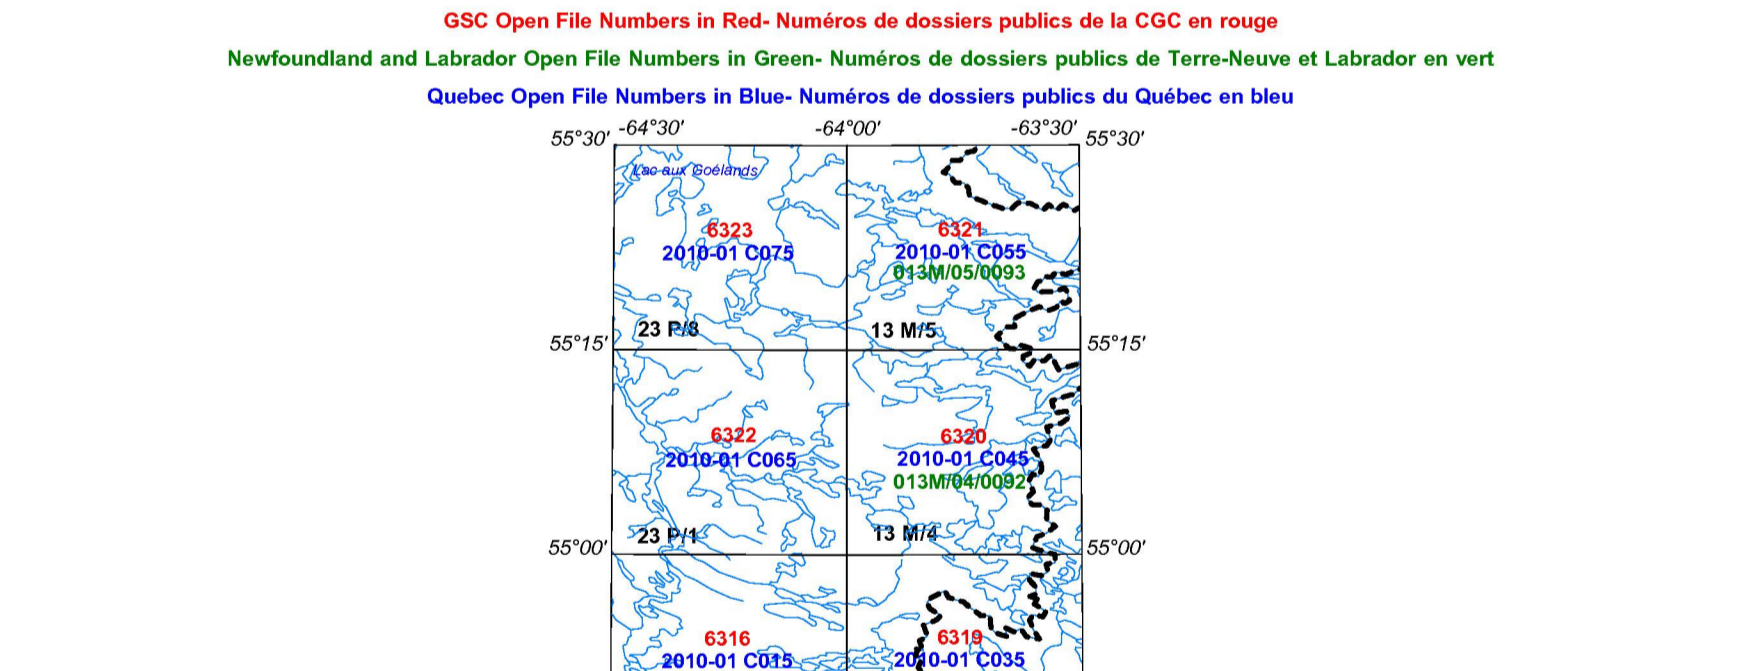 GSC Open File Numbers in Red- Numéros de dossiers publics de la CGC en rouge
Newfoundland and Labrador Open File Numbers in Green- Numéros de dossiers publics de Terre-Neuve et Labrador en vert
Quebec Open File Numbers in Blue- Numéros de dossiers publics du Québec en bleu
-64°30' -64°00' -63°30'
55°30' 55°30'
Lac aux Goélands
6323 6321
2010-01 C075 2010-01 C055
013M/05/0093
23 P/8 13 M/5
55°15' 55°15'
6322 6320
2010-01 C065 2010-01 C045
013M/04/0092
23 P/1 13 M/4
55°00' 55°00'
6316 6319
2010-01 C015 2010-01 C035